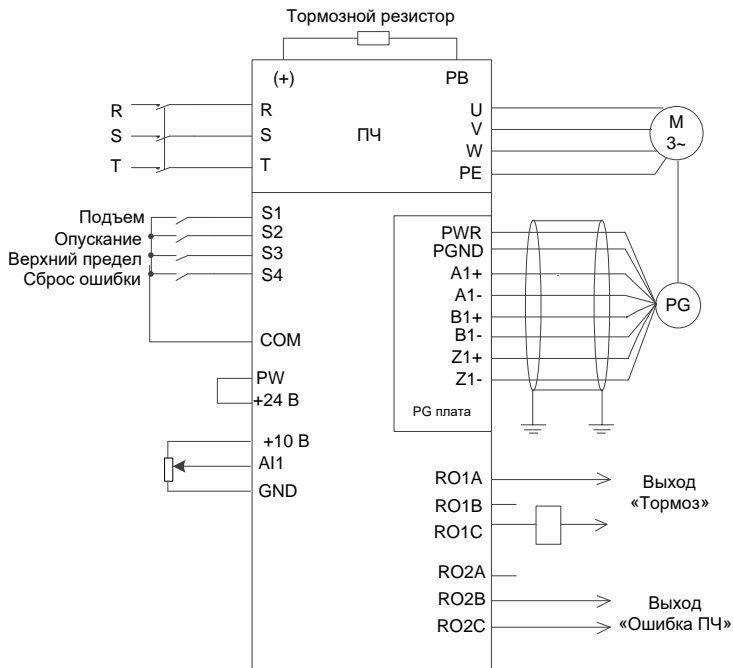 Тормозной резистор
(+)
PB
R
S
T
R
S
T
ПЧ
U
V
W
PE
M
3~
Подъем
Опускание
Верхний предел
Сброс ошибки
S1
S2
S3
S4
COM
PW
+24 В
+10 В
AI1
GND
PWR
PGND
A1+
A1-
B1+
B1-
Z1+
Z1-
PG плата
PG
RO1A
RO1B
RO1C
Выход
«Тормоз»
RO2A
RO2B
RO2C
Выход
«Ошибка ПЧ»